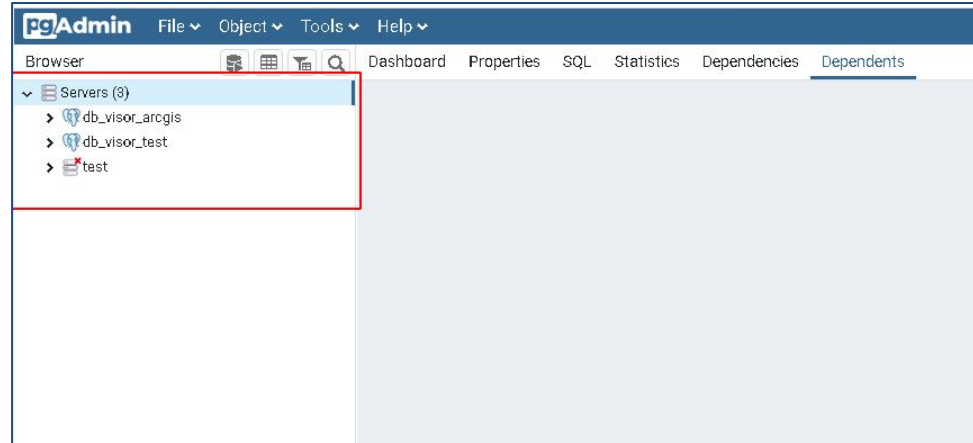 pgAdmin File Object Tools Help
Browser Dashboard Properties SQL Statistics Dependencies Dependents
Servers (3)
db_visor_arcgis
db_visor_test
test